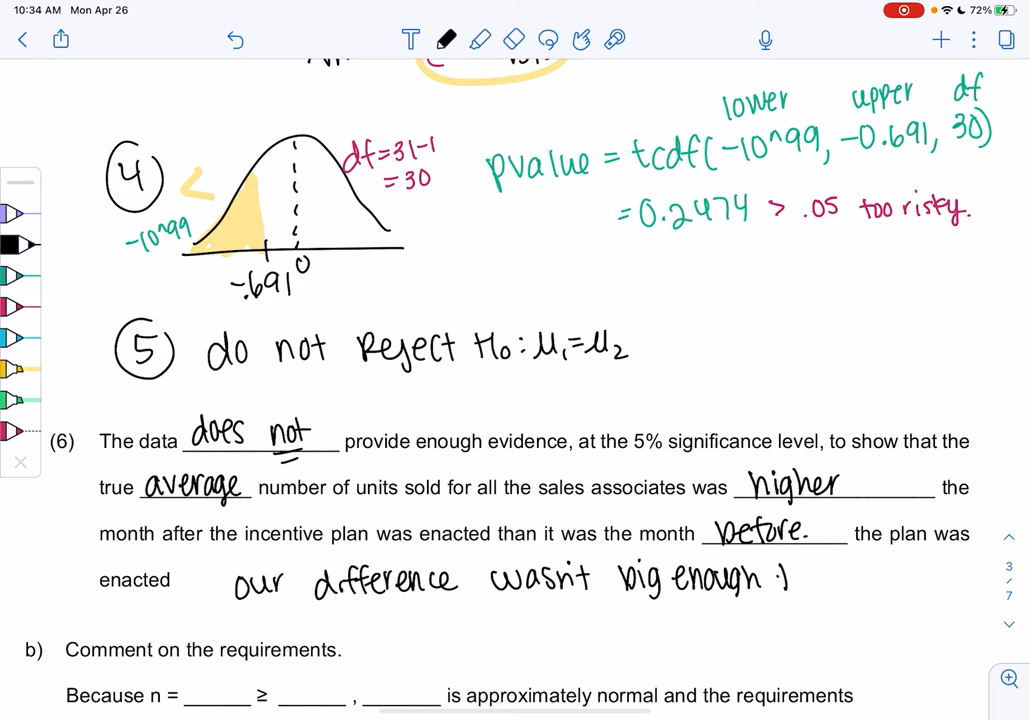 10:34 AM Mon Apr 26
72%
T
lower upper df
pvalue = tcdf(-10^99, -0.691, 30)
= 0.2474 > .05 too risky.
④ < df=31-1
= 30
-10^99
-.691 0
⑤ do not Reject H₀: μ₁=μ₂
(6) The data does not provide enough evidence, at the 5% significance level, to show that the
true average number of units sold for all the sales associates was higher the
month after the incentive plan was enacted than it was the month before. the plan was
enacted our difference wasn't big enough :)
3
/
7
b) Comment on the requirements.
Because n = ______ ≥ ______ , ______ is approximately normal and the requirements